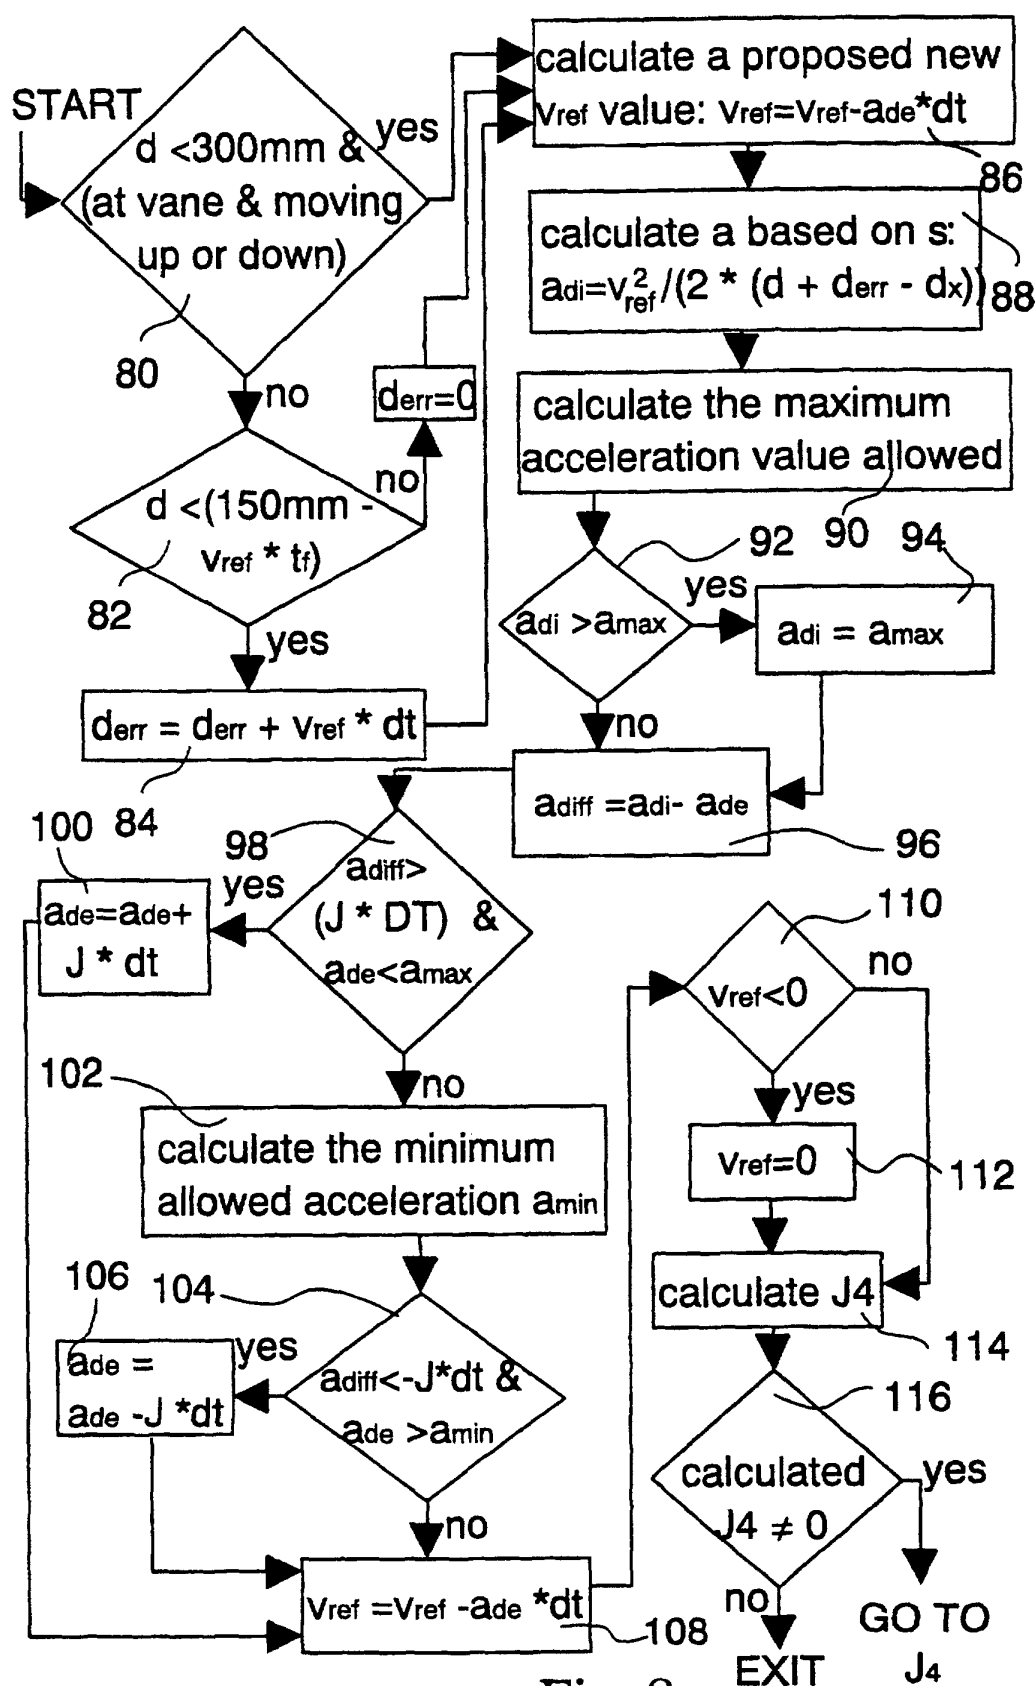 START
d <300mm &
(at vane & moving
up or down)
yes
80
no
d <(150mm -
vref * tf)
82
no
derr=0
yes
derr = derr + vref * dt
84
calculate a proposed new
vref value: vref=vref-ade*dt
86
calculate a based on s:
adi=v²ref/(2 * (d + derr - dx))
88
calculate the maximum
acceleration value allowed
90
92
adi >amax
yes
94
adi = amax
no
adiff =adi- ade
96
98
adiff>
(J * DT) &
ade<amax
yes
100
ade=ade+
J * dt
no
102
calculate the minimum
allowed acceleration amin
104
adiff<-J*dt &
ade >amin
yes
106
ade =
ade -J *dt
no
vref =vref -ade *dt
108
110
vref<0
no
yes
vref=0
112
calculate J4
114
116
calculated
J4 ≠ 0
yes
no
EXIT
GO TO
J4